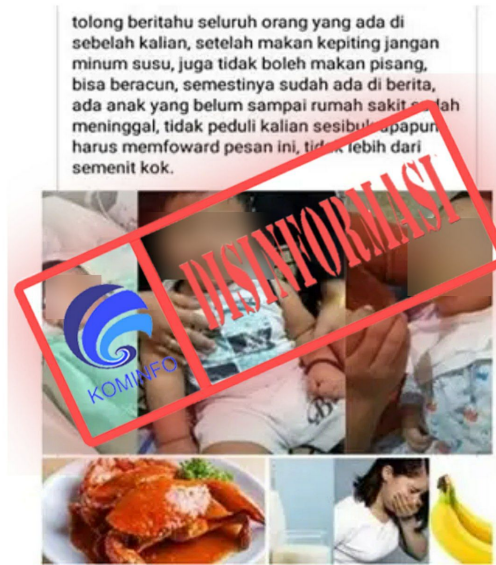 tolong beritahu seluruh orang yang ada di
sebelah kalian, setelah makan kepiting jangan
minum susu, juga tidak boleh makan pisang,
bisa beracun, semestinya sudah ada di berita,
ada anak yang belum sampai rumah sakit sudah
meninggal, tidak peduli kalian sesibuk apapun
harus memfoward pesan ini, tidak lebih dari
semenit kok.
DISINFORMASI
KOMINFO